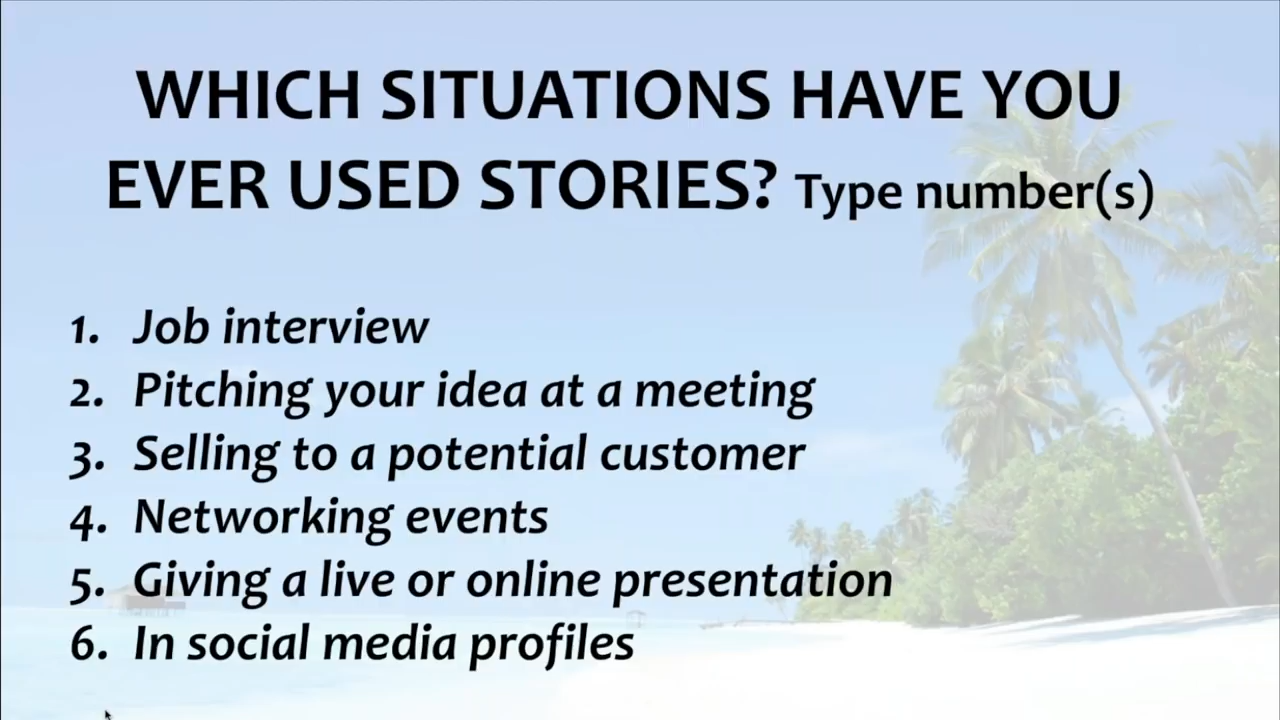 WHICH SITUATIONS HAVE YOU
EVER USED STORIES? Type number(s)
1. Job interview
2. Pitching your idea at a meeting
3. Selling to a potential customer
4. Networking events
5. Giving a live or online presentation
6. In social media profiles